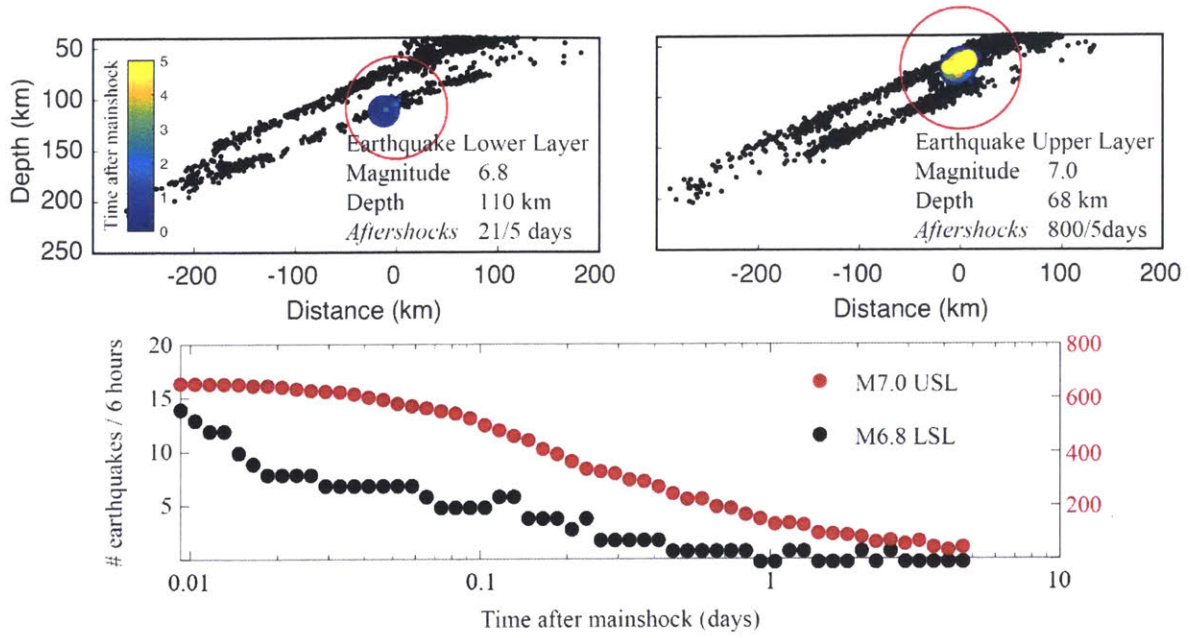 40
50
100
150
200
250
Depth (km)
Time after mainshock
5
4
3
2
1
0
Earthquake Lower Layer
Magnitude 6.8
Depth 110 km
Aftershocks 21/5 days
-200 -100 0 100 200
Distance (km)
Earthquake Upper Layer
Magnitude 7.0
Depth 68 km
Aftershocks 800/5days
-200 -100 0 100 200
Distance (km)
# earthquakes / 6 hours
20
15
10
5
800
600
400
200
M7.0 USL
M6.8 LSL
0.01 0.1 1 10
Time after mainshock (days)